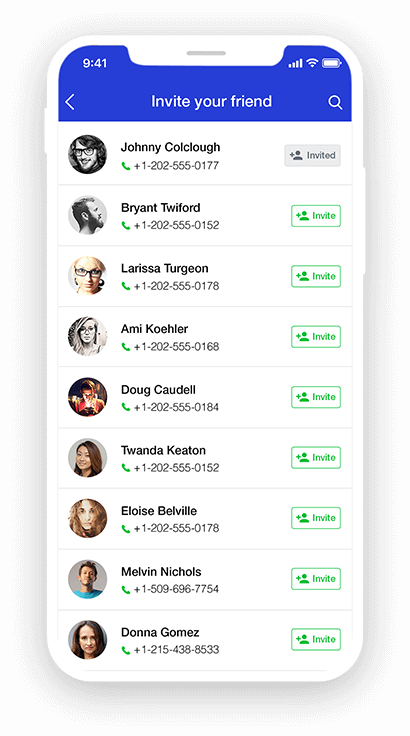 9:41
Invite your friend
Johnny Colclough
+1-202-555-0177
Invited
Bryant Twiford
+1-202-555-0152
Invite
Larissa Turgeon
+1-202-555-0178
Invite
Ami Koehler
+1-202-555-0168
Invite
Doug Caudell
+1-202-555-0184
Invite
Twanda Keaton
+1-202-555-0152
Invite
Eloise Belville
+1-202-555-0178
Invite
Melvin Nichols
+1-509-696-7754
Invite
Donna Gomez
+1-215-438-8533
Invite